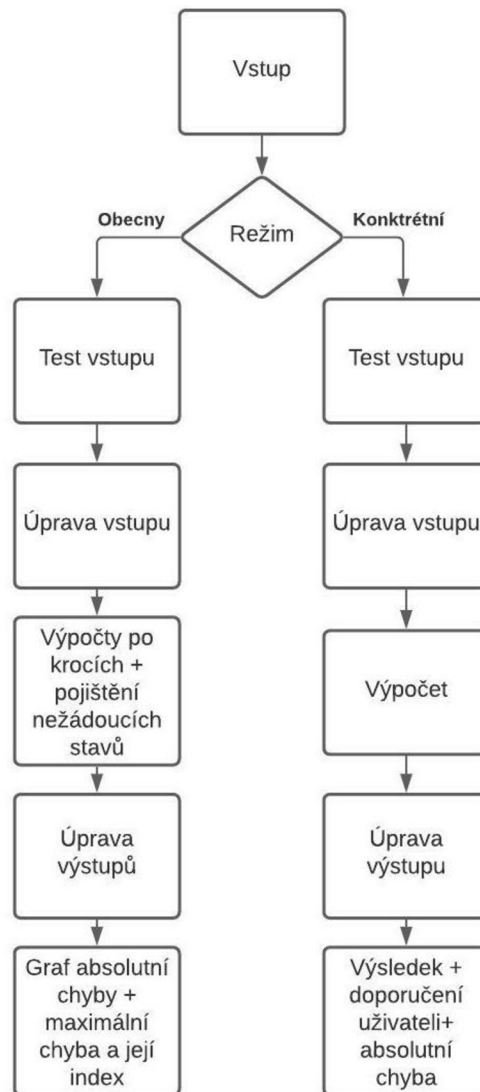 Vstup
Režim
Obecny
Konktrétní
Test vstupu
Test vstupu
Úprava vstupu
Úprava vstupu
Výpočty po
krocích +
pojištění
nežádoucích
stavů
Výpočet
Úprava
výstupů
Úprava
výstupu
Graf absolutní
chyby +
maximální
chyba a její
index
Výsledek +
doporučení
uživateli+
absolutní
chyba